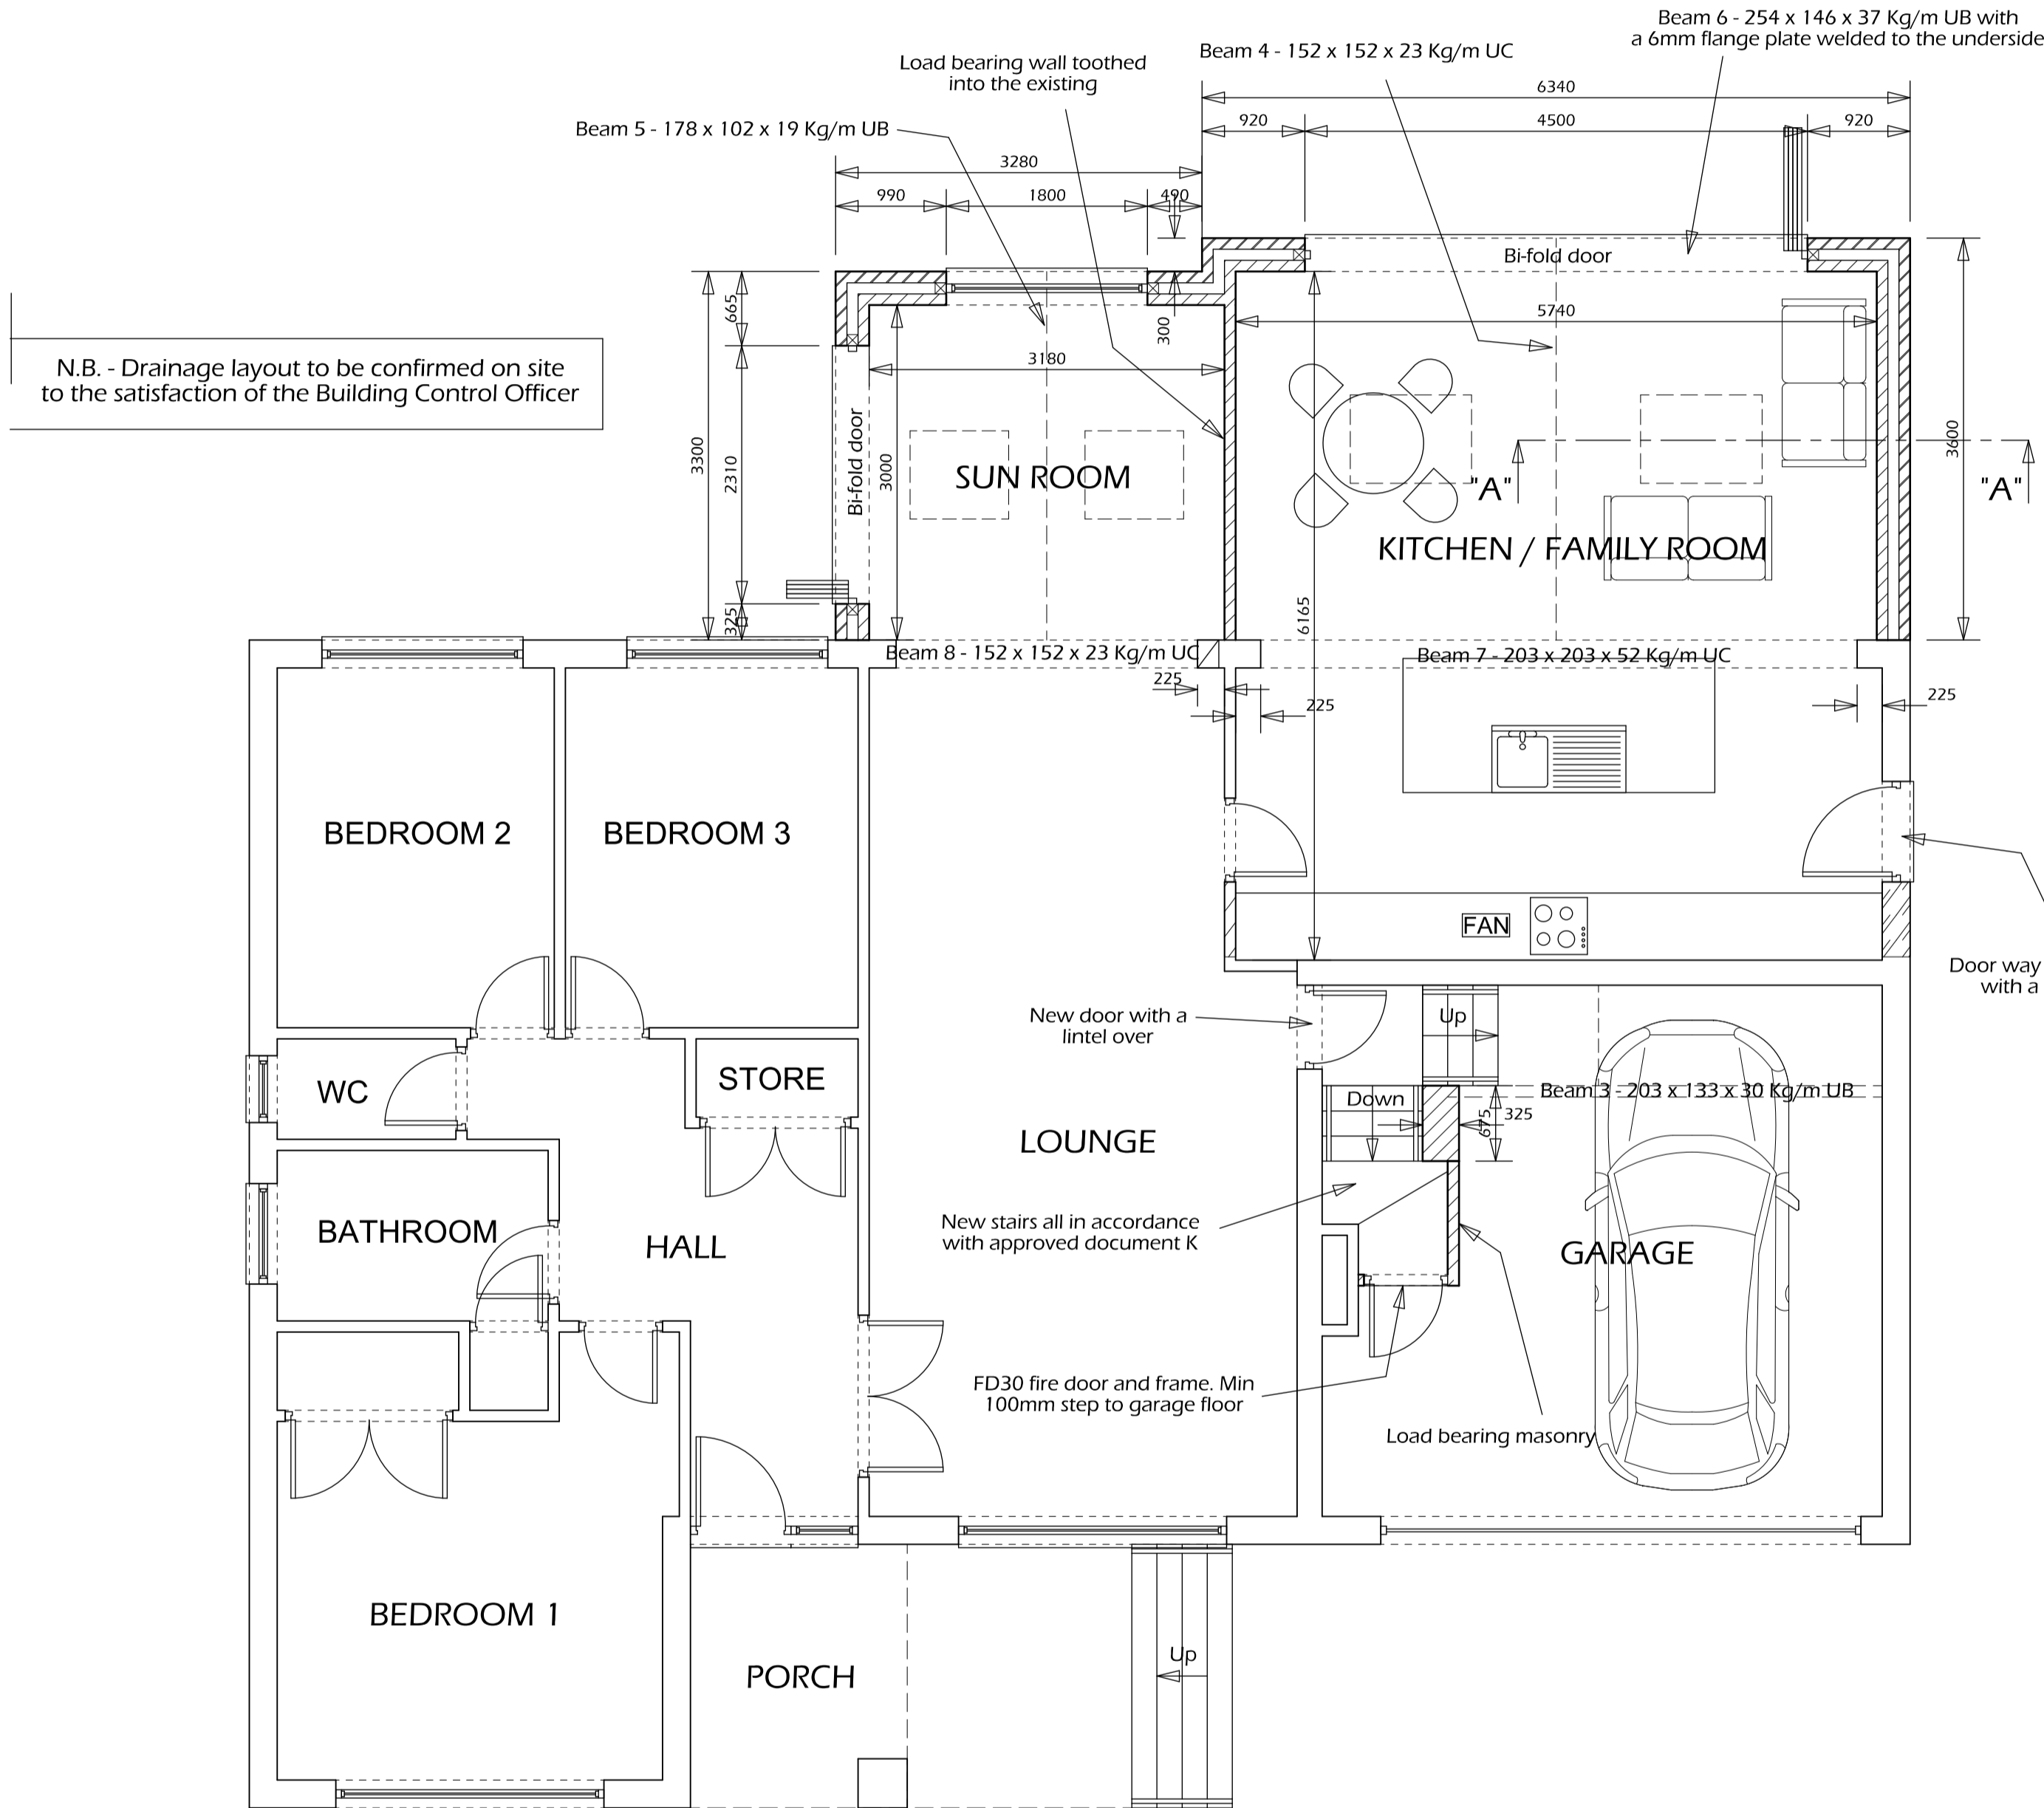 Beam 6 - 254 x 146 x 37 Kg/m UB with
a 6mm flange plate welded to the underside
Beam 4 - 152 x 152 x 23 Kg/m UC
Load bearing wall toothed
into the existing
Beam 5 - 178 x 102 x 19 Kg/m UB
6340
920
4500
920
3280
990
1800
490
N.B. - Drainage layout to be confirmed on site
to the satisfaction of the Building Control Officer
Bi-fold door
665
300
5740
3180
3300
2310
Bi-fold door
3000
3600
SUN ROOM
"A"
"A"
KITCHEN / FAMILY ROOM
325
6165
Beam 8 - 152 x 152 x 23 Kg/m UC
Beam 7 - 203 x 203 x 52 Kg/m UC
225
225
225
BEDROOM 2
BEDROOM 3
FAN
Door way
with a
New door with a
lintel over
Up
WC
STORE
Down
Beam 3 - 203 x 133 x 30 Kg/m UB
675
325
LOUNGE
New stairs all in accordance
with approved document K
BATHROOM
HALL
GARAGE
FD30 fire door and frame. Min
100mm step to garage floor
Load bearing masonry
BEDROOM 1
PORCH
Up